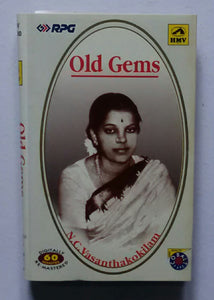 RPG
HMV
Old Gems
N.C. Vasanthakokilam
DIGITALLY
60
RE MASTERED
Old Gems